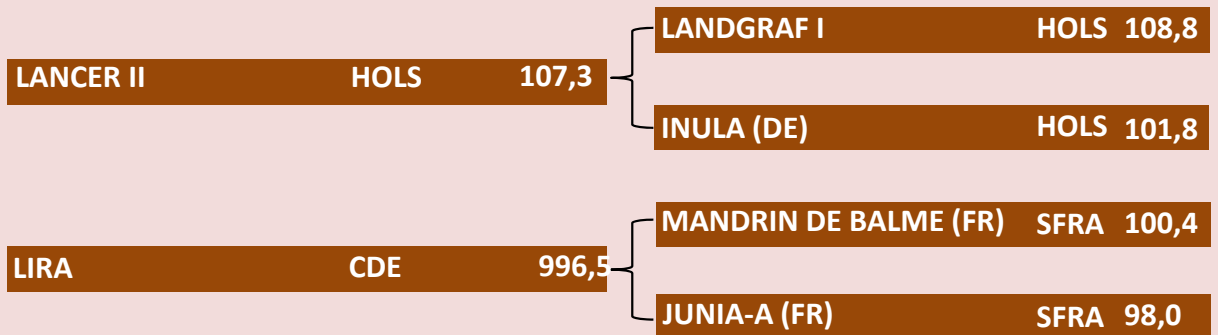 LANDGRAF I HOLS 108,8
LANCER II HOLS 107,3
INULA (DE) HOLS 101,8
MANDRIN DE BALME (FR) SFRA 100,4
LIRA CDE 996,5
JUNIA-A (FR) SFRA 98,0